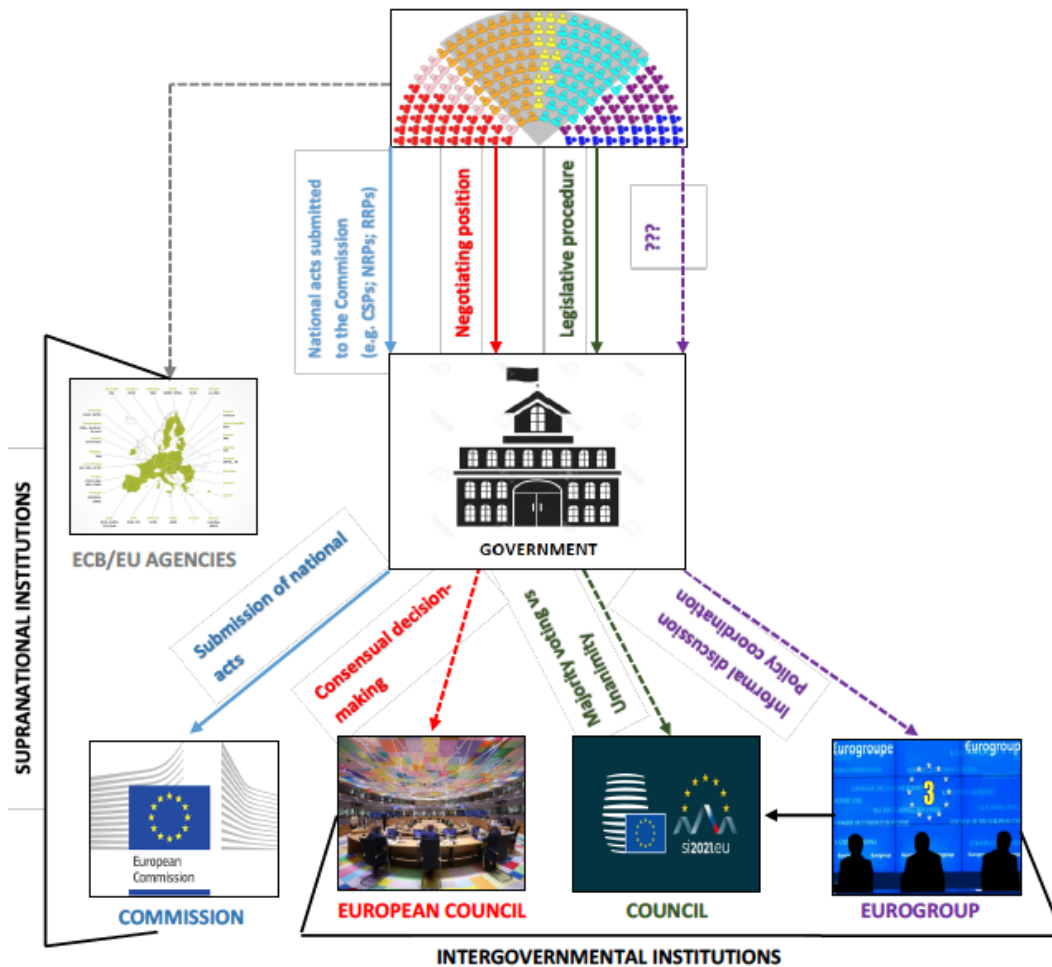 National acts submitted
to the Commission
(e.g. CSPs; NRPs; RRPs)
Negotiating position
Legislative procedure
???
GOVERNMENT
ECB/EU AGENCIES
SUPRANATIONAL INSTITUTIONS
Submission of national
acts
Consensual decision-
making
Majority voting vs
Unanimity
Informal discussion
policy coordination
European
Commission
COMMISSION
EUROPEAN COUNCIL
si2021.eu
COUNCIL
Eurogroupe
Eurogroup
3
EUROGROUP
INTERGOVERNMENTAL INSTITUTIONS